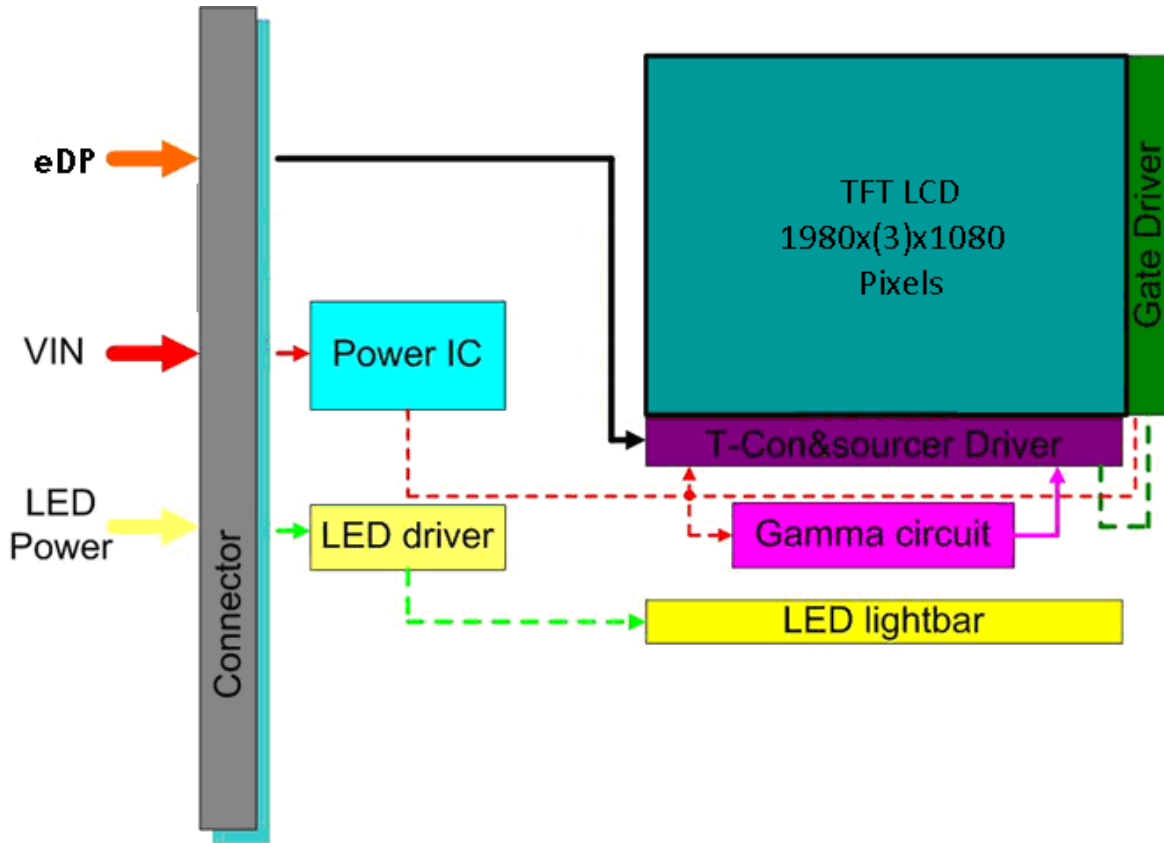 eDP
VIN
LED
Power
Connector
Power IC
LED driver
TFT LCD
1980x(3)x1080
Pixels
Gate Driver
T-Con&sourcer Driver
Gamma circuit
LED lightbar